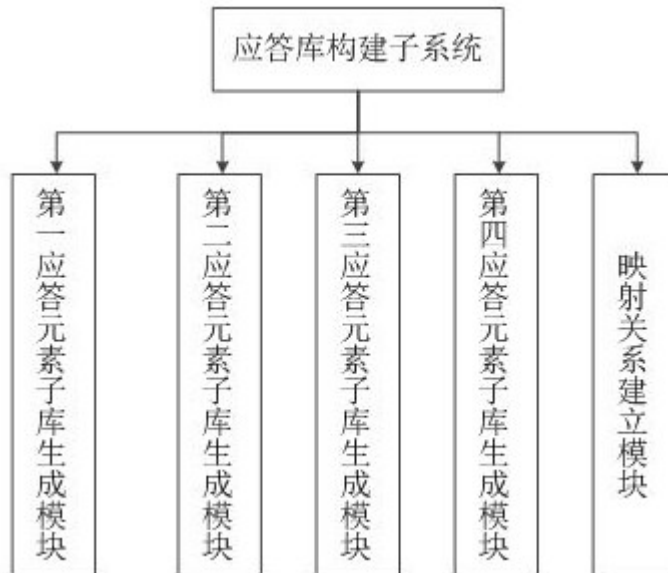 应答库构建子系统
第一应答元素子库生成模块
第二应答元素子库生成模块
第三应答元素子库生成模块
第四应答元素子库生成模块
映射关系建立模块